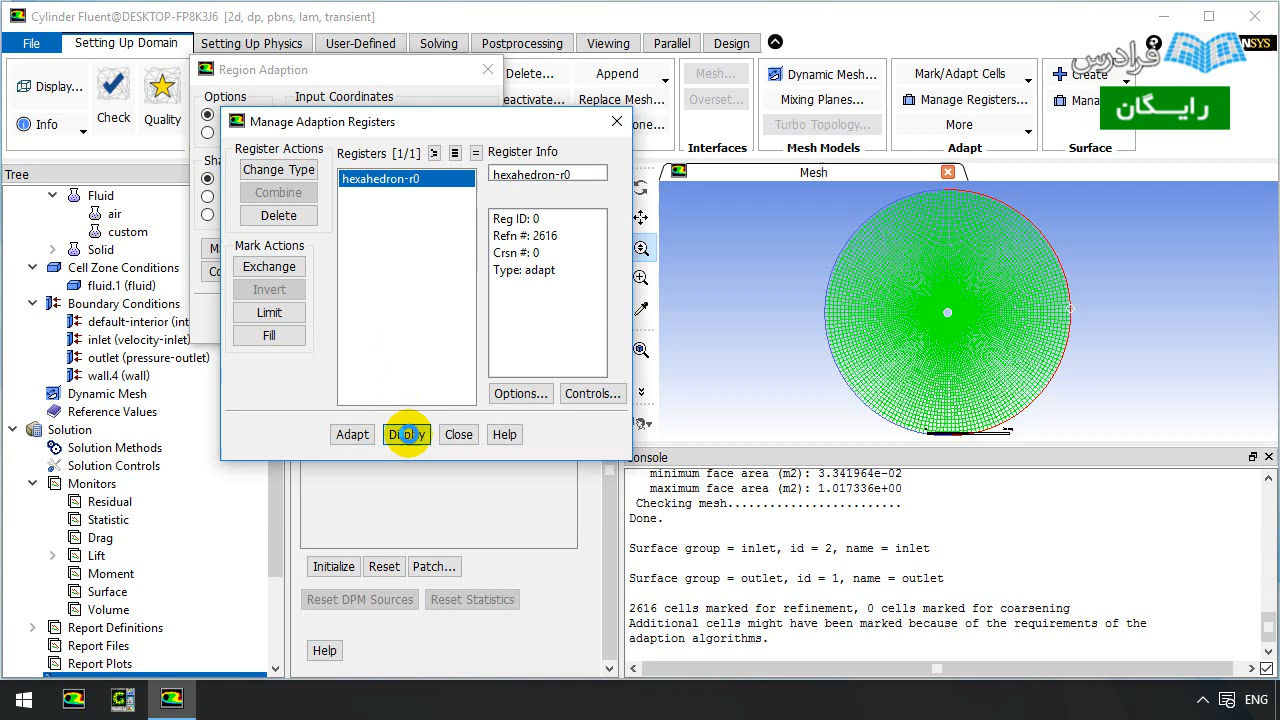 Cylinder Fluent@DESKTOP-FP8K3J6 [2d, dp, pbns, lam, transient]
File
Setting Up Domain
Setting Up Physics
User-Defined
Solving
Postprocessing
Viewing
Parallel
Design
ANSYS
فرادرس
رایـــگان
Display...
Info
Check
Quality
Delete...
Append
Replace Mesh...
Mesh...
Overset...
Interfaces
Dynamic Mesh...
Mixing Planes...
Turbo Topology...
Mesh Models
Mark/Adapt Cells
Manage Registers...
More
Adapt
Create
Surface
Region Adaption
Options
Input Coordinates
Manage Adaption Registers
Register Actions
Change Type
Combine
Delete
Mark Actions
Exchange
Invert
Limit
Fill
Registers [1/1]
hexahedron-r0
Register Info
hexahedron-r0
Reg ID: 0
Refn #: 2616
Crsn #: 0
Type: adapt
Options...
Controls...
Adapt
Display
Close
Help
Tree
Fluid
air
custom
Solid
Cell Zone Conditions
fluid.1 (fluid)
Boundary Conditions
default-interior (int
inlet (velocity-inlet)
outlet (pressure-outlet)
wall.4 (wall)
Dynamic Mesh
Reference Values
Solution
Solution Methods
Solution Controls
Monitors
Residual
Statistic
Drag
Lift
Moment
Surface
Volume
Report Definitions
Report Files
Report Plots
Initialize
Reset
Patch...
Reset DPM Sources
Reset Statistics
Help
Mesh
Console
minimum face area (m2): 3.341964e-02
maximum face area (m2): 1.017336e+00
Checking mesh.........................
Done.
Surface group = inlet, id = 2, name = inlet
Surface group = outlet, id = 1, name = outlet
2616 cells marked for refinement, 0 cells marked for coarsening
Additional cells might have been marked because of the requirements of the
adaption algorithms.
ENG